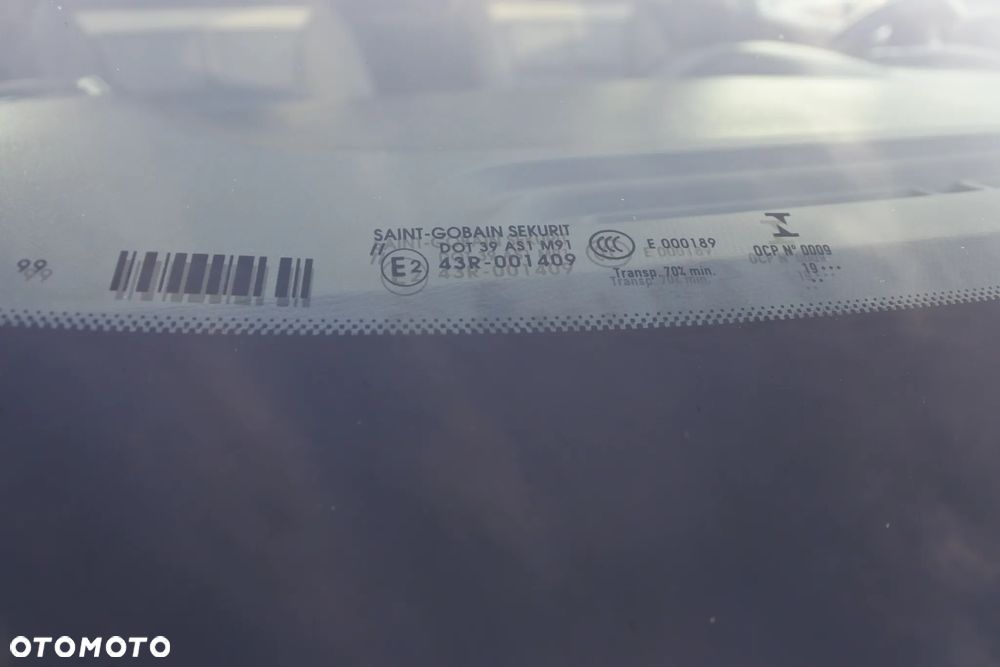 99
SAINT-GOBAIN SEKURIT
DOT 39 AS1 M91
E2 43R-001409
CCC E 000189
Transp. 70% min.
OCP N° 0009
19...
OTOMOTO